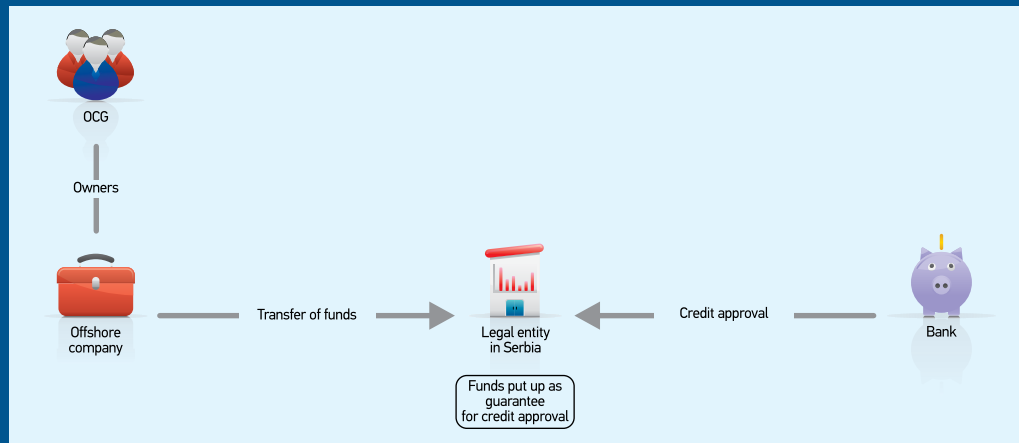 OCG
Owners
Offshore
company
Transfer of funds
Legal entity
in Serbia
Credit approval
Bank
Funds put up as
guarantee
for credit approval